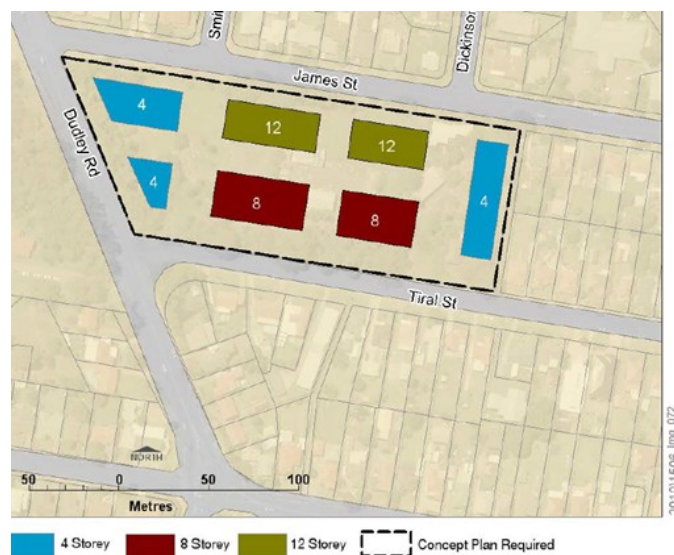 Smit
Dickinson
James St
4
12
12
Dudley Rd
4
8
8
4
Tiral St
NORTH
50 0 50 100
Metres
4 Storey 8 Storey 12 Storey Concept Plan Required